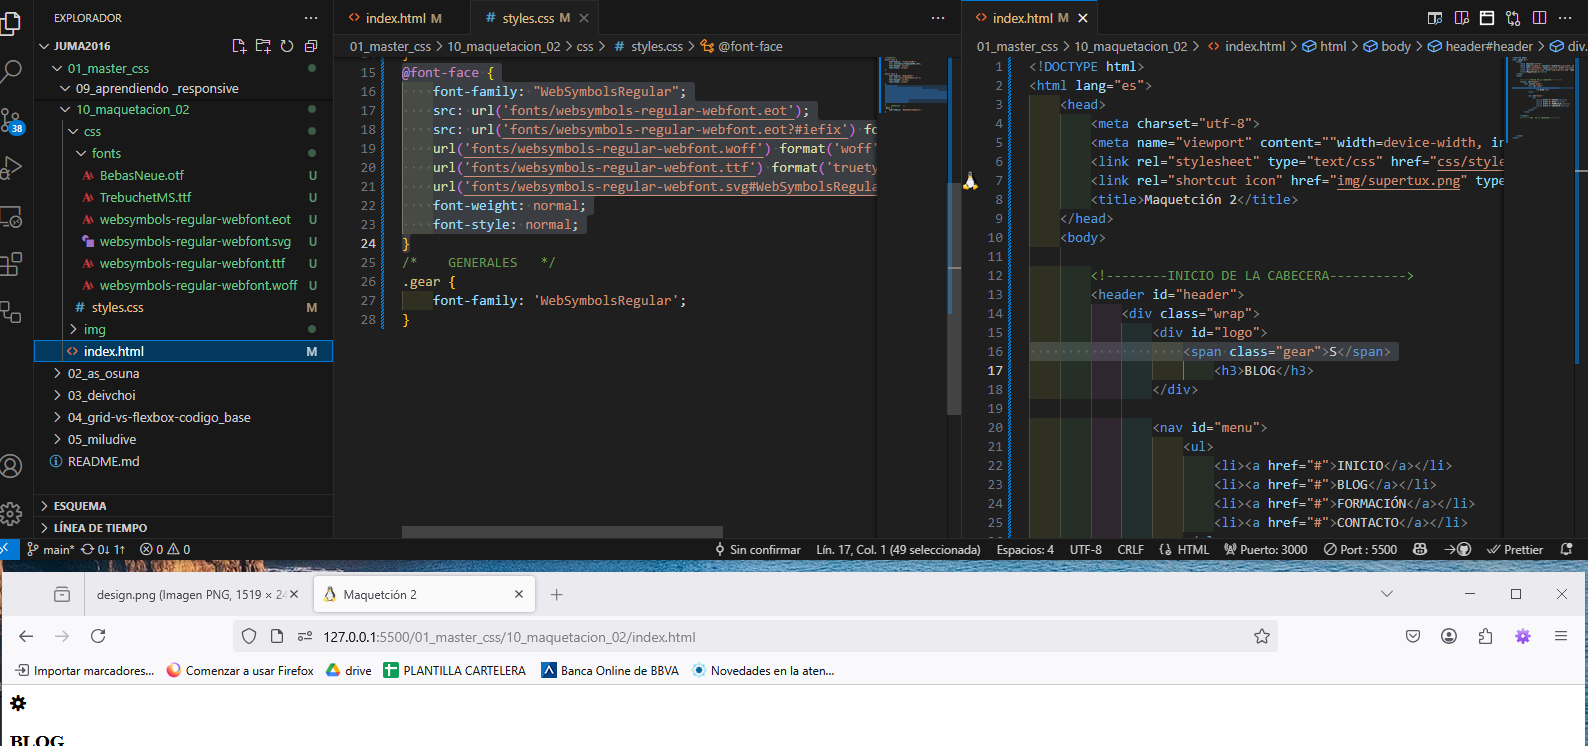 EXPLORADOR
JUMA2016
01_master_css
09_aprendiendo _responsive
10_maquetacion_02
css
fonts
BebasNeue.otf U
TrebuchetMS.ttf U
websymbols-regular-webfont.eot U
websymbols-regular-webfont.svg U
websymbols-regular-webfont.ttf U
websymbols-regular-webfont.woff U
# styles.css M
img
<> index.html M
02_as_osuna
03_deivchoi
04_grid-vs-flexbox-codigo_base
05_miludive
README.md
ESQUEMA
LÍNEA DE TIEMPO
38
<> index.html M
# styles.css M
01_master_css > 10_maquetacion_02 > css > # styles.css > @font-face
15 @font-face {
16 font-family: "WebSymbolsRegular";
17 src: url('fonts/websymbols-regular-webfont.eot');
18 src: url('fonts/websymbols-regular-webfont.eot?#iefix') fo
19 url('fonts/websymbols-regular-webfont.woff') format('woff'
20 url('fonts/websymbols-regular-webfont.ttf') format('truety
21 url('fonts/websymbols-regular-webfont.svg#WebSymbolsRegula
22 font-weight: normal;
23 font-style: normal;
24 }
25 /* GENERALES */
26 .gear {
27 font-family: 'WebSymbolsRegular';
28 }
<> index.html M
01_master_css > 10_maquetacion_02 > <> index.html > html > body > header#header > div.
1 <!DOCTYPE html>
2 <html lang="es">
3 <head>
4 <meta charset="utf-8">
5 <meta name="viewport" content=""width=device-width, in
6 <link rel="stylesheet" type="text/css" href="css/style
7 <link rel="shortcut icon" href="img/supertux.png" type
8 <title>Maquetción 2</title>
9 </head>
10 <body>
11
12 <!--------INICIO DE LA CABECERA---------->
13 <header id="header">
14 <div class="wrap">
15 <div id="logo">
16 <span class="gear">S</span>
17 <h3>BLOG</h3>
18 </div>
19
20 <nav id="menu">
21 <ul>
22 <li><a href="#">INICIO</a></li>
23 <li><a href="#">BLOG</a></li>
24 <li><a href="#">FORMACIÓN</a></li>
25 <li><a href="#">CONTACTO</a></li>
main* 0↓ 1↑ 0 0 Sin confirmar Lín. 17, Col. 1 (49 seleccionada) Espacios: 4 UTF-8 CRLF HTML Puerto: 3000 Port : 5500 Prettier
design.png (Imagen PNG, 1519 × 24
Maquetción 2
127.0.0.1:5500/01_master_css/10_maquetacion_02/index.html
Importar marcadores... Comenzar a usar Firefox drive PLANTILLA CARTELERA Banca Online de BBVA Novedades en la aten...
BLOG